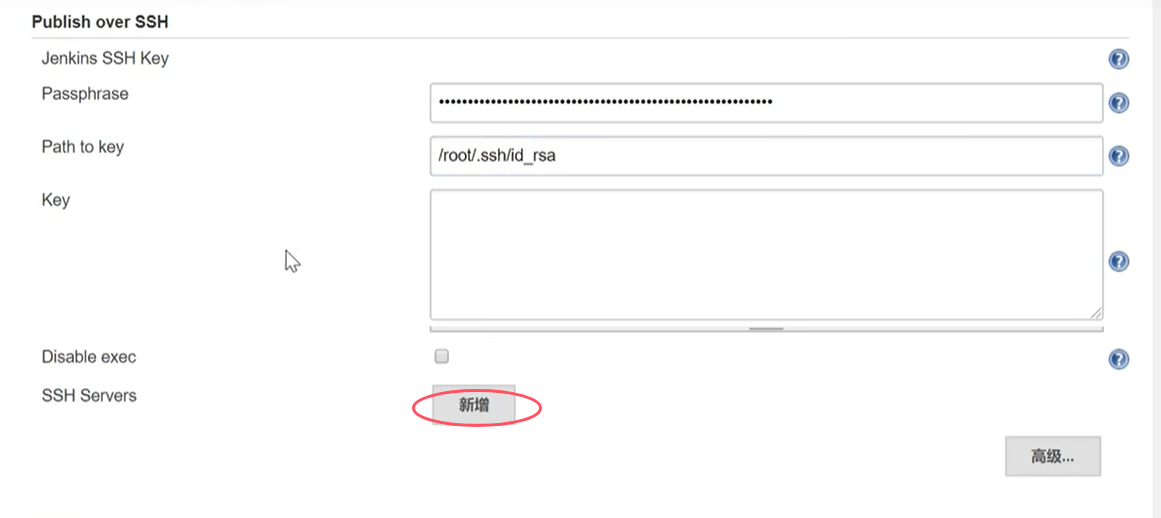 Publish over SSH
Jenkins SSH Key
Passphrase
••••••••••••••••••••••••••••••••••••••••••••••••••••••••••
Path to key
/root/.ssh/id_rsa
Key
Disable exec
SSH Servers
新增
高级...